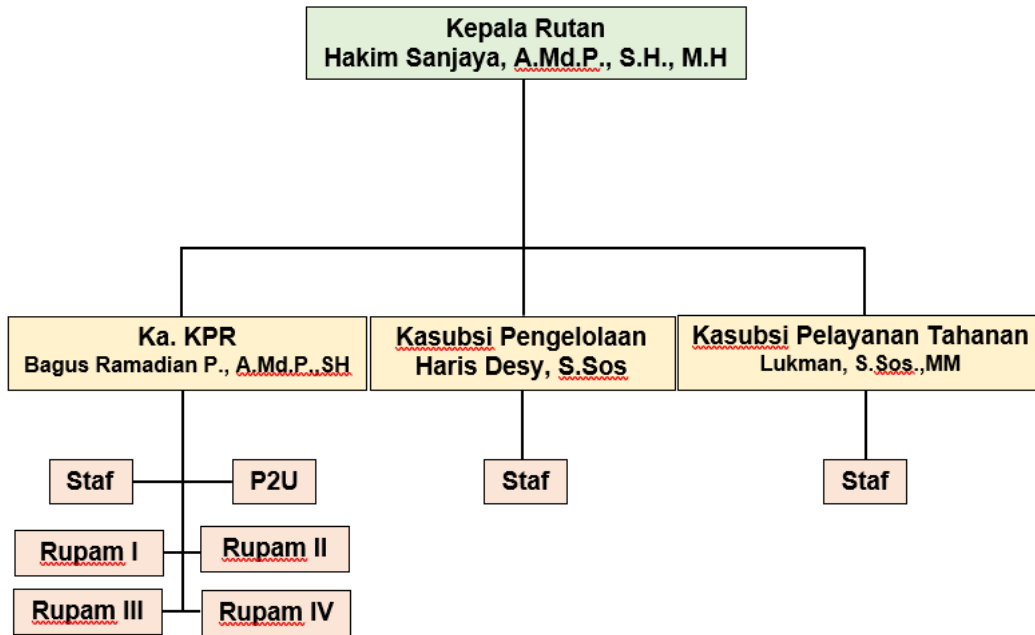 Kepala Rutan
Hakim Sanjaya, A.Md.P., S.H., M.H
Ka. KPR
Bagus Ramadian P., A.Md.P.,SH
Kasubsi Pengelolaan
Haris Desy, S.Sos
Kasubsi Pelayanan Tahanan
Lukman, S.Sos.,MM
Staf
P2U
Staf
Staf
Rupam I
Rupam II
Rupam III
Rupam IV